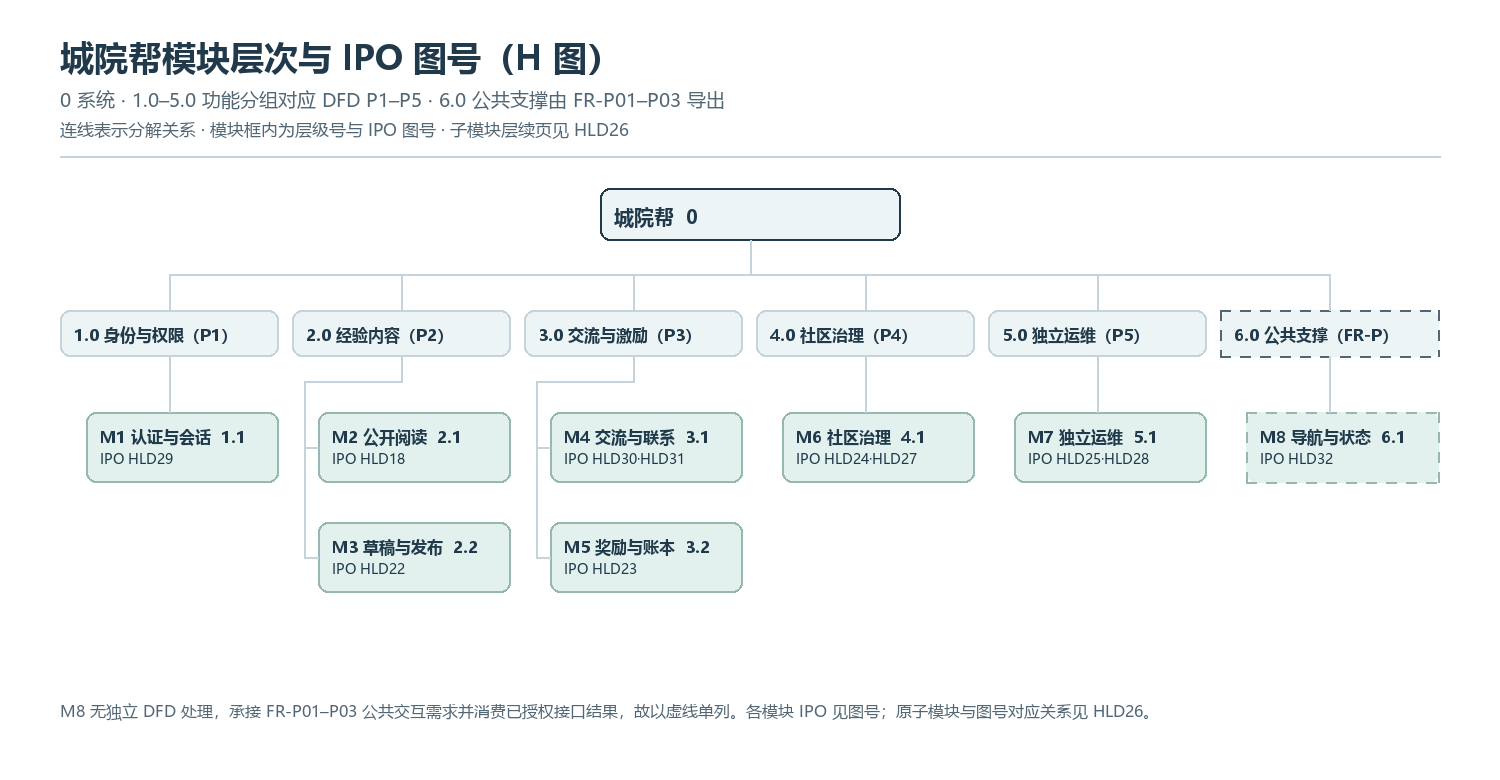 城院帮模块层次与 IPO 图号（H 图）
0 系统 · 1.0–5.0 功能分组对应 DFD P1–P5 · 6.0 公共支撑由 FR-P01–P03 导出
连线表示分解关系 · 模块框内为层级号与 IPO 图号 · 子模块层续页见 HLD26
城院帮 0
1.0 身份与权限（P1）
2.0 经验内容（P2）
3.0 交流与激励（P3）
4.0 社区治理（P4）
5.0 独立运维（P5）
6.0 公共支撑（FR-P）
M1 认证与会话 1.1
IPO HLD29
M2 公开阅读 2.1
IPO HLD18
M4 交流与联系 3.1
IPO HLD30·HLD31
M6 社区治理 4.1
IPO HLD24·HLD27
M7 独立运维 5.1
IPO HLD25·HLD28
M8 导航与状态 6.1
IPO HLD32
M3 草稿与发布 2.2
IPO HLD22
M5 奖励与账本 3.2
IPO HLD23
M8 无独立 DFD 处理，承接 FR-P01–P03 公共交互需求并消费已授权接口结果，故以虚线单列。各模块 IPO 见图号；原子模块与图号对应关系见 HLD26。